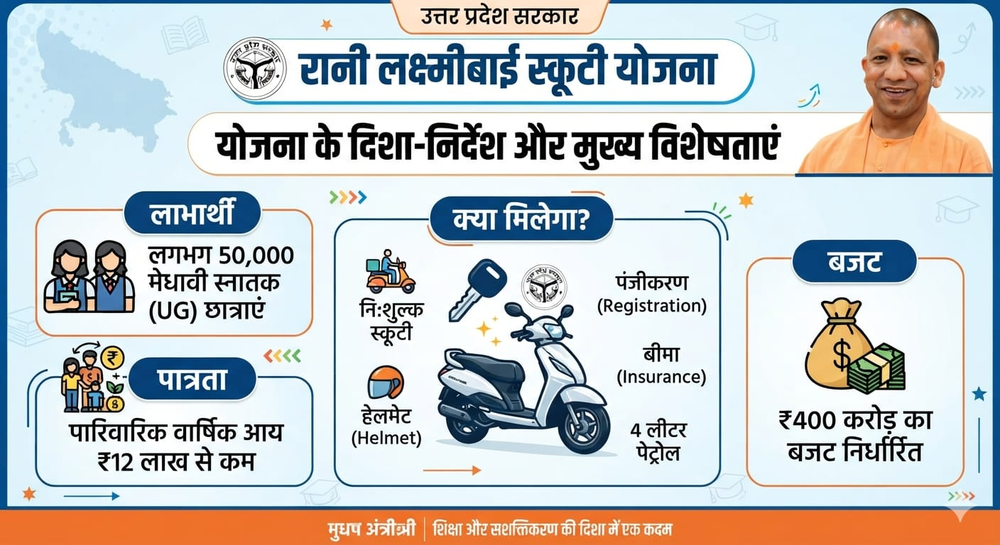 उत्तर प्रदेश सरकार
रानी लक्ष्मीबाई स्कूटी योजना
योजना के दिशा-निर्देश और मुख्य विशेषताएं
लाभार्थी
लगभग 50,000
मेधावी स्नातक
(UG) छात्राएं
पात्रता
पारिवारिक वार्षिक आय
₹12 लाख से कम
क्या मिलेगा?
नि:शुल्क
स्कूटी
हेलमेट
(Helmet)
पंजीकरण
(Registration)
बीमा
(Insurance)
4 लीटर
पेट्रोल
बजट
₹400 करोड़ का
बजट निर्धारित
शिक्षा और सशक्तिकरण की दिशा में एक कदम